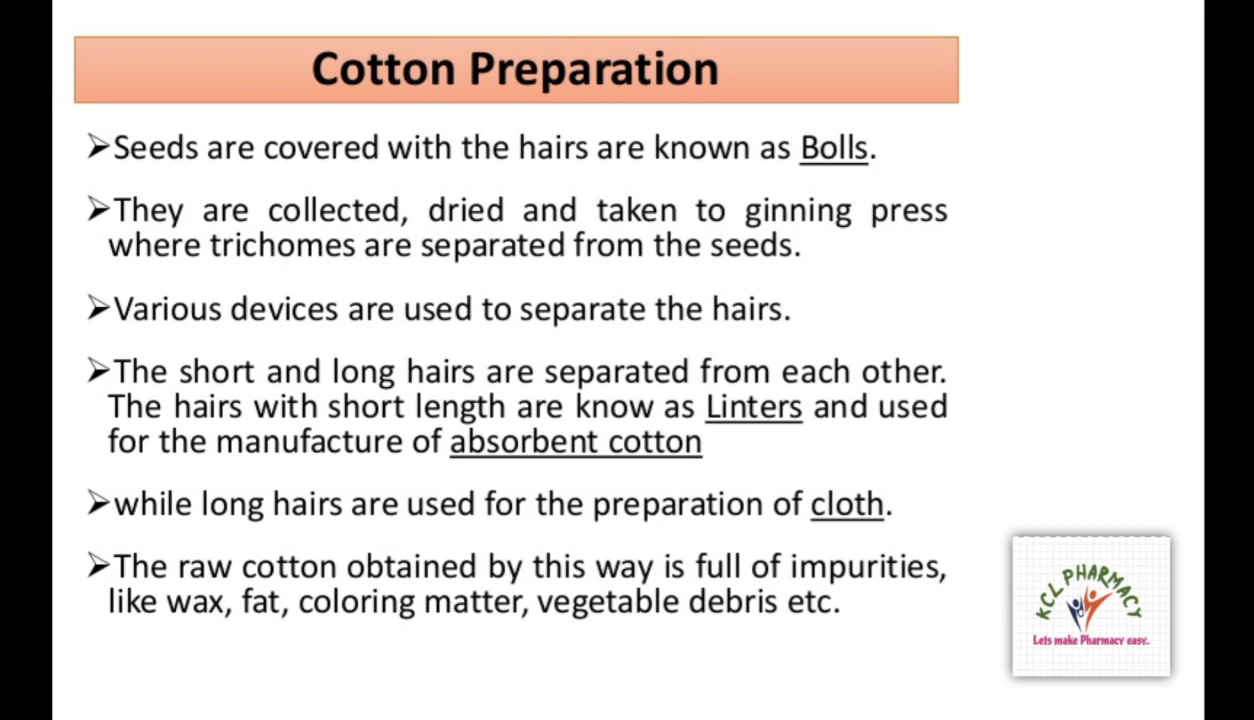 Cotton Preparation
➢Seeds are covered with the hairs are known as Bolls.
➢They are collected, dried and taken to ginning press
where trichomes are separated from the seeds.
➢Various devices are used to separate the hairs.
➢The short and long hairs are separated from each other.
The hairs with short length are know as Linters and used
for the manufacture of absorbent cotton
➢while long hairs are used for the preparation of cloth.
➢The raw cotton obtained by this way is full of impurities,
like wax, fat, coloring matter, vegetable debris etc.
KCL PHARMACY
Lets make Pharmacy easy..